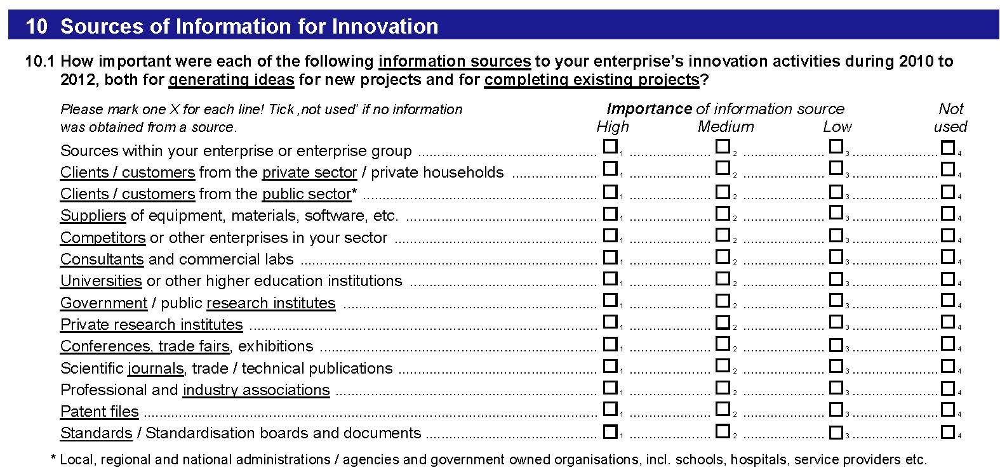 10 Sources of Information for Innovation
10.1 How important were each of the following information sources to your enterprise’s innovation activities during 2010 to
2012, both for generating ideas for new projects and for completing existing projects?
Please mark one X for each line! Tick ‚not used’ if no information Importance of information source Not
was obtained from a source. High Medium Low used
Sources within your enterprise or enterprise group ............ ☐ 1 ............ ☐ 2 ............ ☐ 3 ............ ☐ 4
Clients / customers from the private sector / private households ............ ☐ 1 ............ ☐ 2 ............ ☐ 3 ............ ☐ 4
Clients / customers from the public sector* ............ ☐ 1 ............ ☐ 2 ............ ☐ 3 ............ ☐ 4
Suppliers of equipment, materials, software, etc. ............ ☐ 1 ............ ☐ 2 ............ ☐ 3 ............ ☐ 4
Competitors or other enterprises in your sector ............ ☐ 1 ............ ☐ 2 ............ ☐ 3 ............ ☐ 4
Consultants and commercial labs ............ ☐ 1 ............ ☐ 2 ............ ☐ 3 ............ ☐ 4
Universities or other higher education institutions ............ ☐ 1 ............ ☐ 2 ............ ☐ 3 ............ ☐ 4
Government / public research institutes ............ ☐ 1 ............ ☐ 2 ............ ☐ 3 ............ ☐ 4
Private research institutes ............ ☐ 1 ............ ☐ 2 ............ ☐ 3 ............ ☐ 4
Conferences, trade fairs, exhibitions ............ ☐ 1 ............ ☐ 2 ............ ☐ 3 ............ ☐ 4
Scientific journals, trade / technical publications ............ ☐ 1 ............ ☐ 2 ............ ☐ 3 ............ ☐ 4
Professional and industry associations ............ ☐ 1 ............ ☐ 2 ............ ☐ 3 ............ ☐ 4
Patent files ............ ☐ 1 ............ ☐ 2 ............ ☐ 3 ............ ☐ 4
Standards / Standardisation boards and documents ............ ☐ 1 ............ ☐ 2 ............ ☐ 3 ............ ☐ 4
* Local, regional and national administrations / agencies and government owned organisations, incl. schools, hospitals, service providers etc.